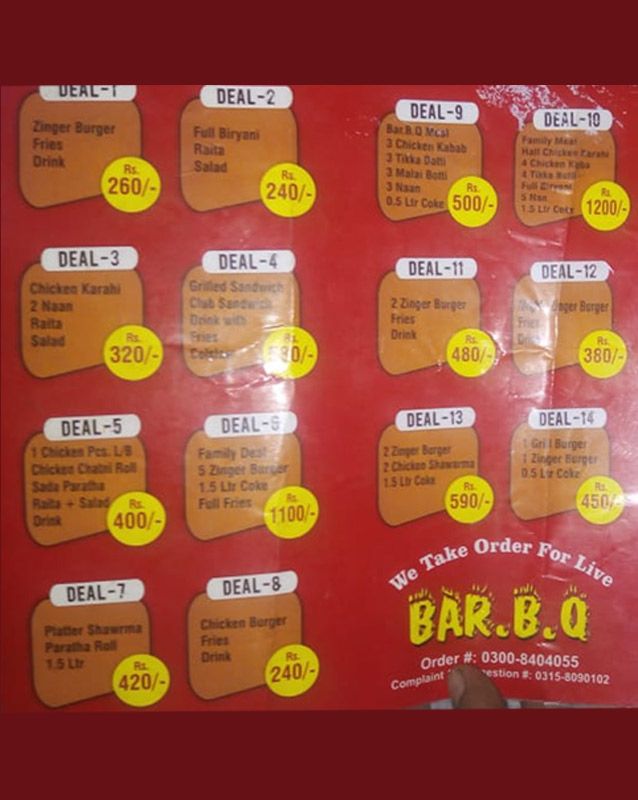 DEAL-1
Zinger Burger
Fries
Drink
Rs.
260/-
DEAL-2
Full Biryani
Raita
Salad
Rs.
240/-
DEAL-3
Chicken Karahi
2 Naan
Raita
Salad
Rs.
320/-
DEAL-4
Grilled Sandwich
Club Sandwich
Drink with
Fries
DEAL-5
1 Chicken Pcs. L/B
Chicken Chatni Roll
Sada Paratha
Raita + Salad
Drink
Rs.
400/-
DEAL-6
Family Deal
5 Zinger Burger
1.5 Ltr Coke
Full Fries
Rs.
1100/-
DEAL-7
Platter Shawrma
Paratha Roll
1.5 Ltr
Rs.
420/-
DEAL-8
Chicken Burger
Fries
Drink
Rs.
240/-
DEAL-9
Bar.B.Q Meal
3 Chicken Kabab
3 Tikka Botti
3 Malai Botti
3 Naan
0.5 Ltr Coke
Rs.
500/-
DEAL-10
Family Meal
Half Chicken Karahi
4 Chicken
4 Tikka Botti
Full Biryani
5 Nan
1.5 Ltr Coke
Rs.
1200/-
DEAL-11
2 Zinger Burger
Fries
Drink
Rs.
480/-
DEAL-12
Burger
Rs.
380/-
DEAL-13
2 Zinger Burger
2 Chicken Shawarma
1.5 Ltr Coke
Rs.
590/-
DEAL-14
1 Grill Burger
1 Zinger Burger
0.5 Ltr Coke
Rs.
450/-
We Take Order For Live
BAR.B.Q
Order #: 0300-8404055
Complaint #: 0315-8090102